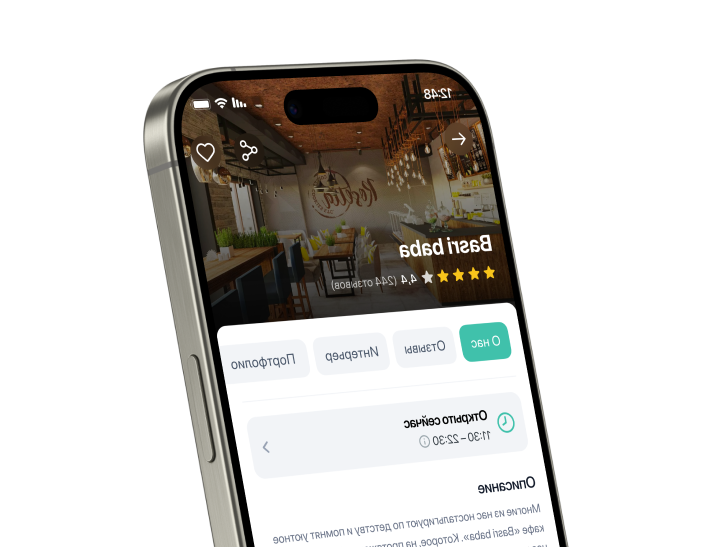 12:48
Rosetta
Basri baba
4,4 (244 отзывов)
О нас Отзывы Интерьер Портфолио
Открыто сейчас
11:30 – 22:30
Описание
Многие из нас ностальгируют по детству и помнят уютное
кафе «Basri baba». Которое, на